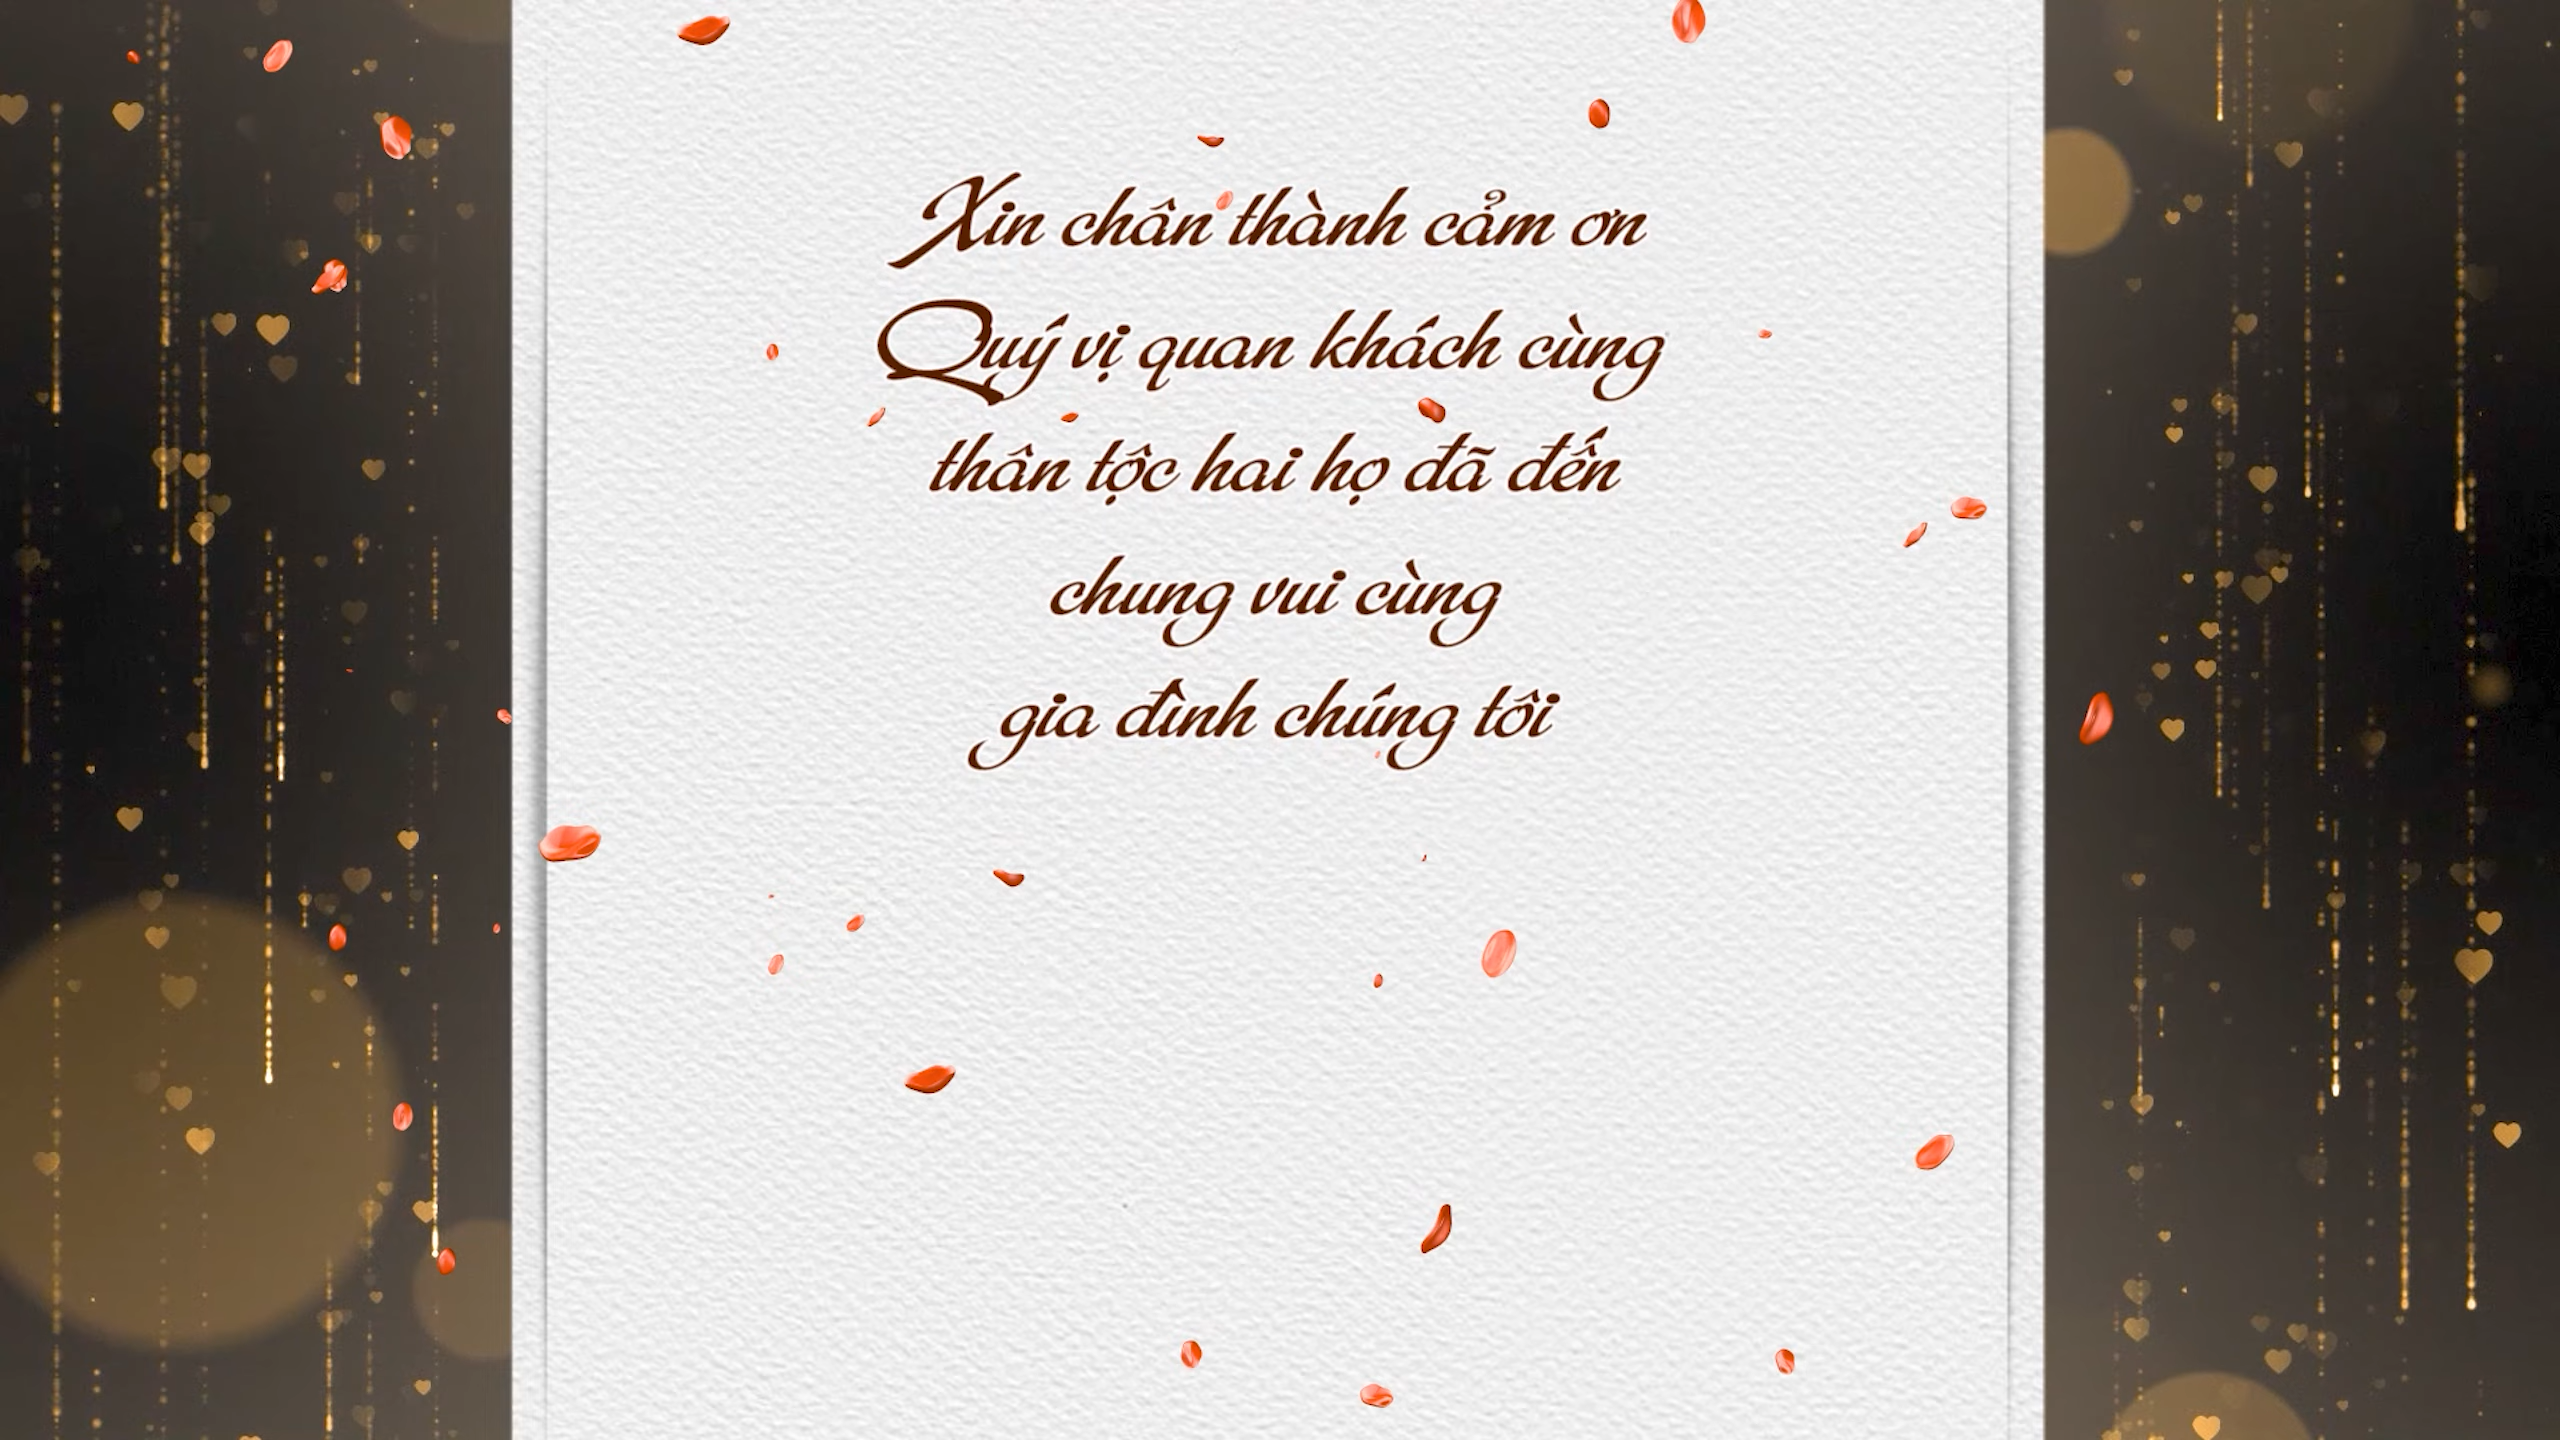 Xin chân thành cảm ơn
Quý vị quan khách cùng
thân tộc hai họ đã đến
chung vui cùng
gia đình chúng tôi